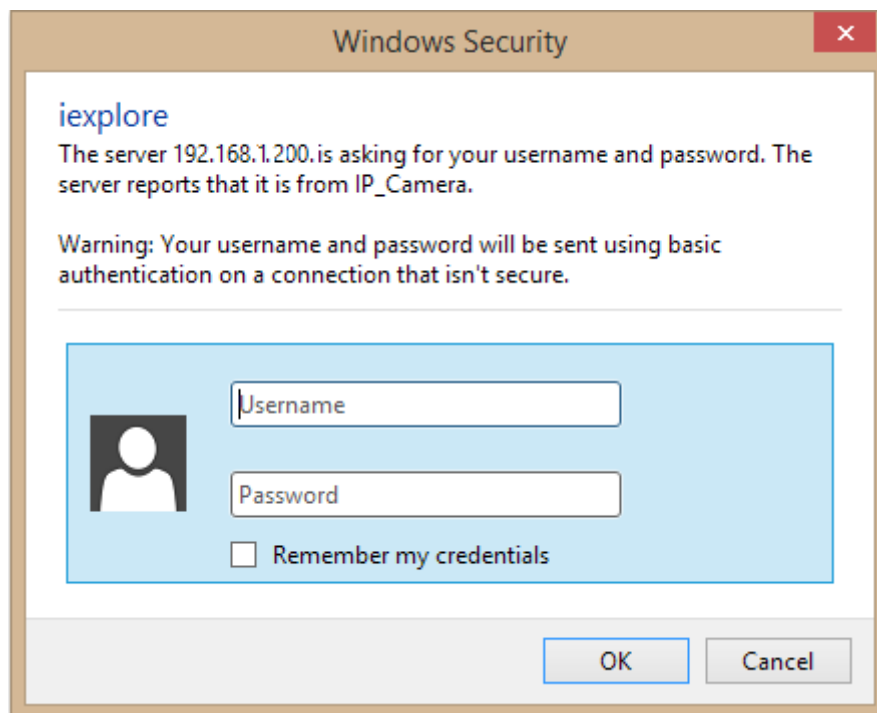 Windows Security
iexplore
The server 192.168.1.200.is asking for your username and password. The
server reports that it is from IP_Camera.
Warning: Your username and password will be sent using basic
authentication on a connection that isn't secure.
Username
Password
Remember my credentials
OK
Cancel